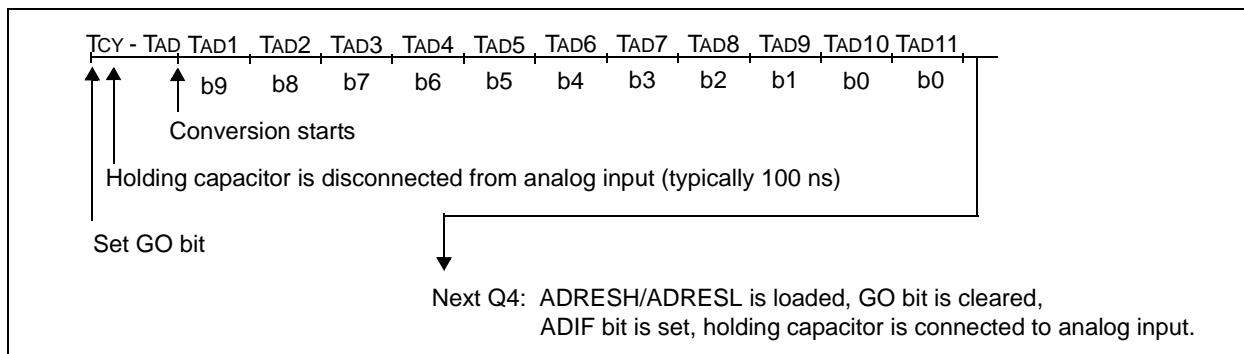 TCY - TAD TAD1 TAD2 TAD3 TAD4 TAD5 TAD6 TAD7 TAD8 TAD9 TAD10 TAD11
b9 b8 b7 b6 b5 b4 b3 b2 b1 b0 b0
Conversion starts
Holding capacitor is disconnected from analog input (typically 100 ns)
Set GO bit
Next Q4: ADRESH/ADRESL is loaded, GO bit is cleared,
ADIF bit is set, holding capacitor is connected to analog input.